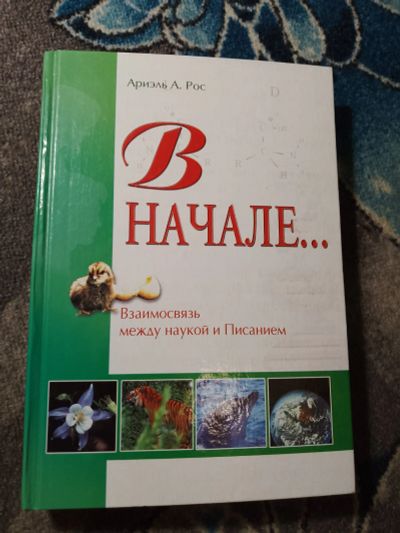 Ариэль А. Рос
В
НАЧАЛЕ...
Взаимосвязь
между наукой и Писанием